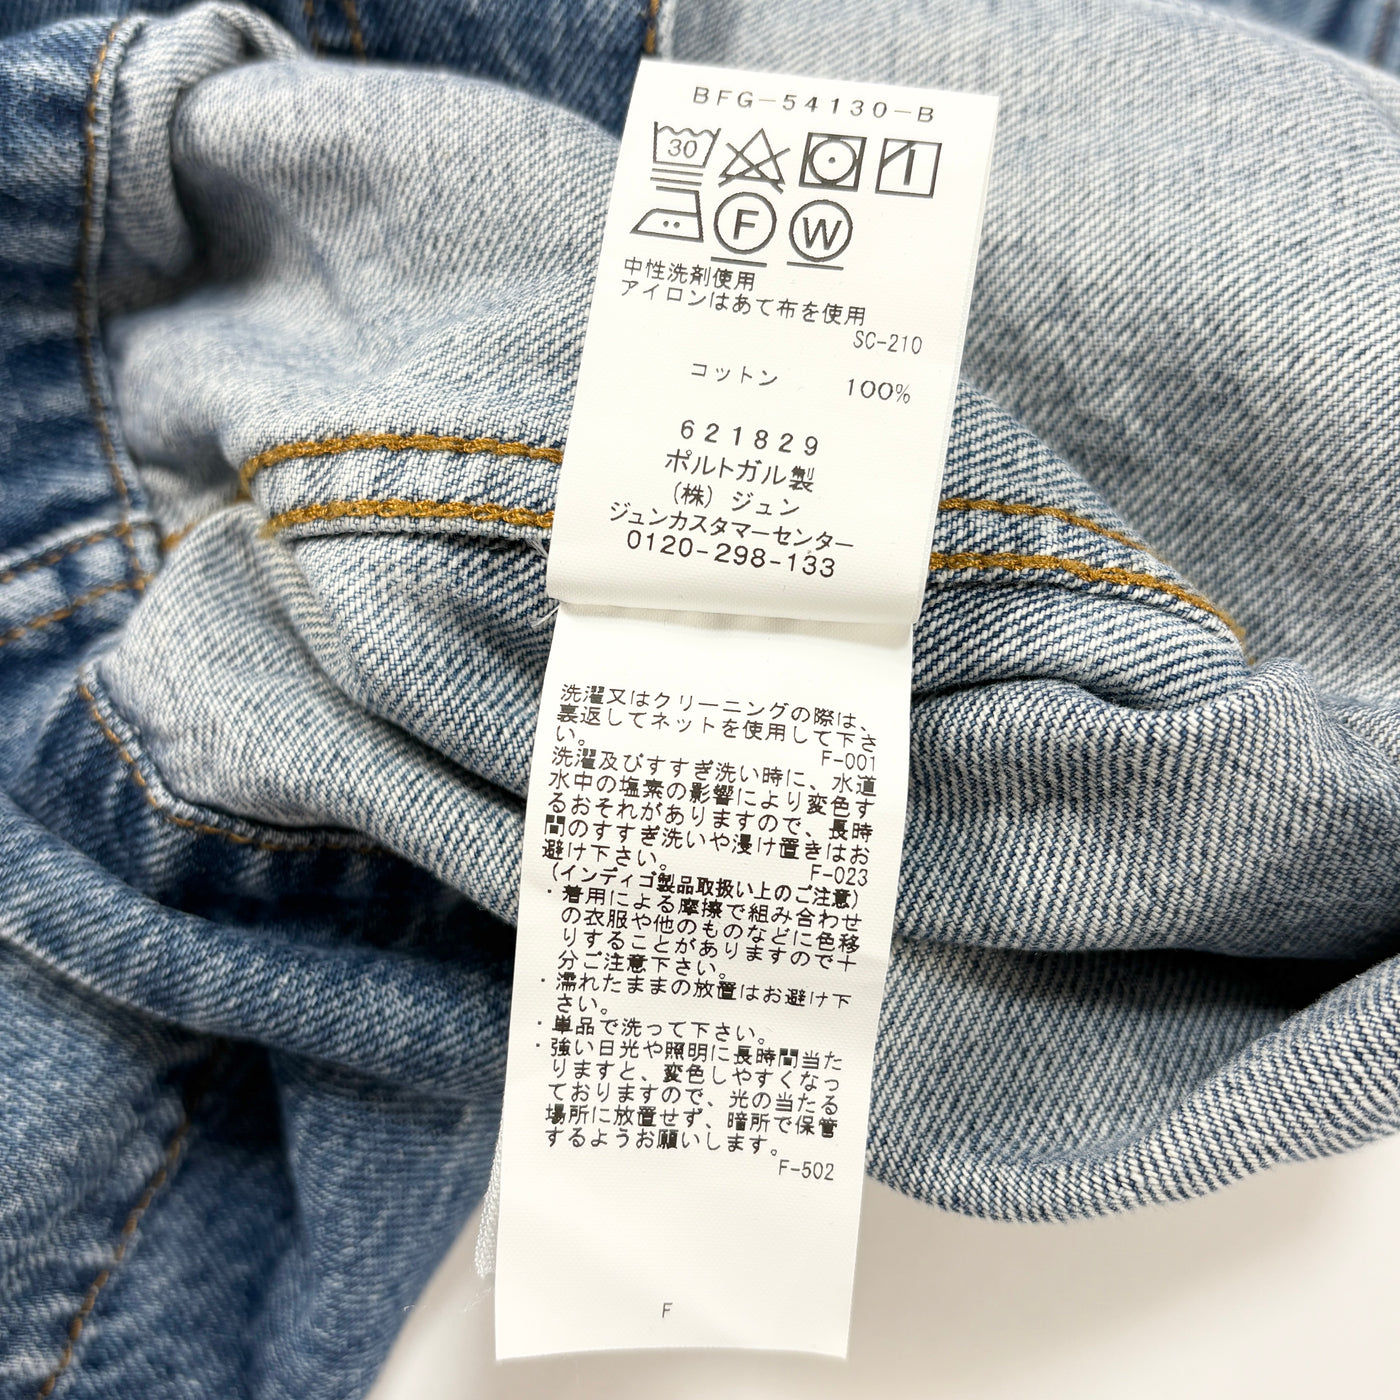 BFG-54130-B
30
F W
中性洗剤使用
アイロンはあて布を使用
SC-210
コットン 100%
621829
ポルトガル製
(株) ジュン
ジュンカスタマーセンター
0120-298-133
洗濯又はクリーニングの際は、
裏返してネットを使用して下さ
い。
F-001
洗濯及びすすぎ洗い時に、水道
水中の塩素の影響により変色す
るおそれがありますので、長時
間のすすぎ洗いや浸け置きはお
避け下さい。
F-023
(インディゴ製品取扱い上のご注意)
・着用による摩擦で組み合わせ
の衣服や他のものなどに色移
りすることがありますので十
分ご注意下さい。
・濡れたままの放置はお避け下
さい。
・単品で洗って下さい。
・強い日光や照明に長時間当た
りますと、変色しやすくなっ
ておりますので、光の当たる
場所に放置せず、暗所で保管
するようお願いします。
F-502
F